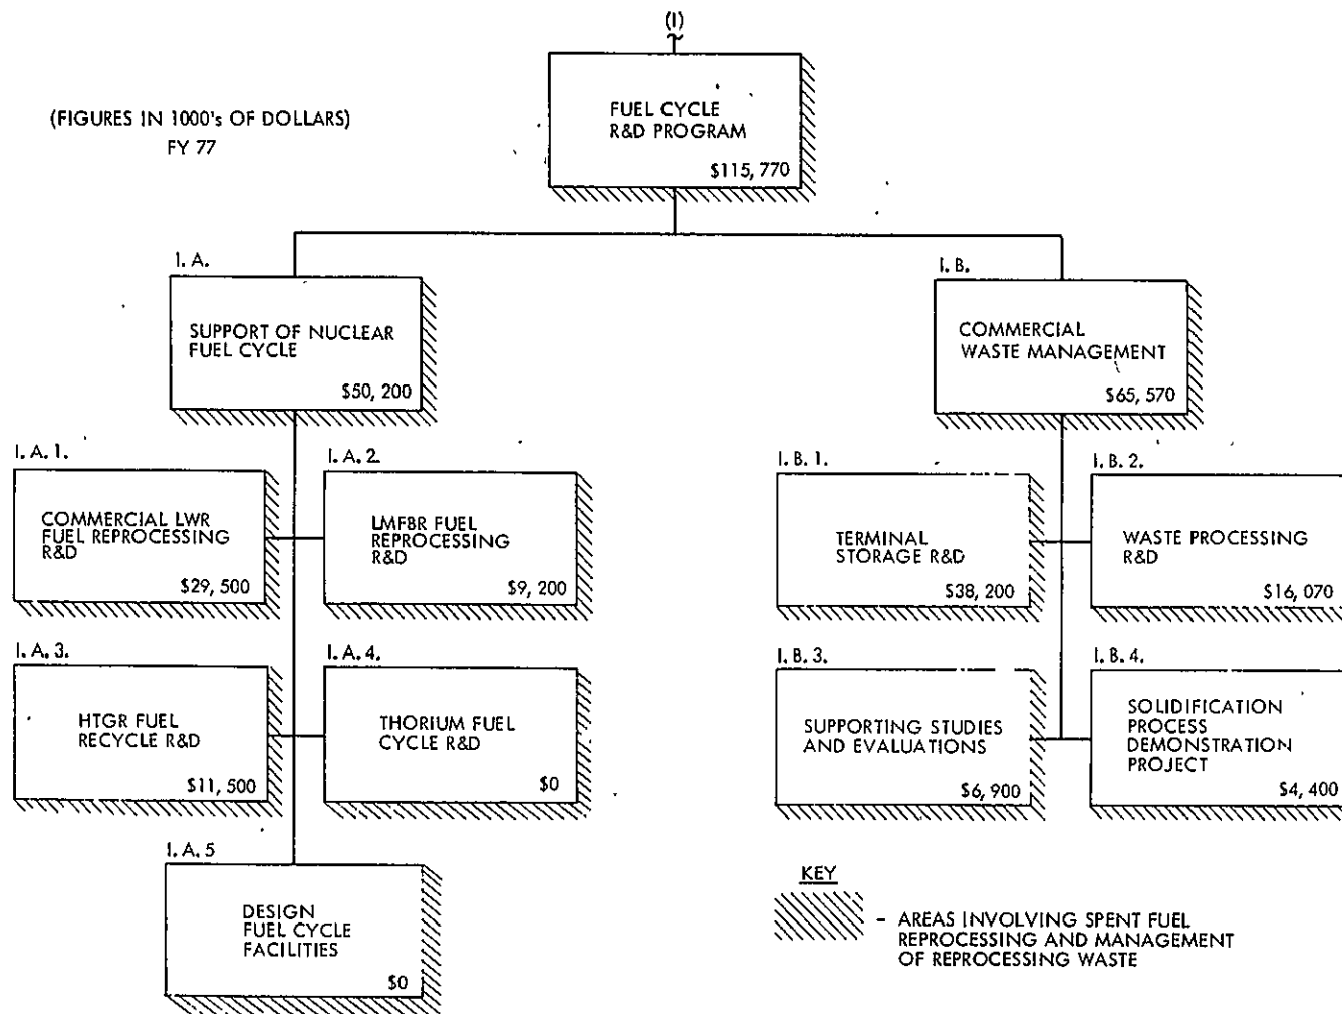 (I)
(FIGURES IN 1000's OF DOLLARS)
FY 77
FUEL CYCLE
R&D PROGRAM
$115, 770
I. A.
SUPPORT OF NUCLEAR
FUEL CYCLE
$50, 200
I. B.
COMMERCIAL
WASTE MANAGEMENT
$65, 570
I. A. 1.
COMMERCIAL LWR
FUEL REPROCESSING
R&D
$29, 500
I. A. 2.
LMFBR FUEL
REPROCESSING
R&D
$9, 200
I. B. 1.
TERMINAL
STORAGE R&D
$38, 200
I. B. 2.
WASTE PROCESSING
R&D
$16, 070
I. A. 3.
HTGR FUEL
RECYCLE R&D
$11, 500
I. A. 4.
THORIUM FUEL
CYCLE R&D
$0
I. B. 3.
SUPPORTING STUDIES
AND EVALUATIONS
$6, 900
I. B. 4.
SOLIDIFICATION
PROCESS
DEMONSTRATION
PROJECT
$4, 400
I. A. 5
DESIGN
FUEL CYCLE
FACILITIES
$0
KEY
- AREAS INVOLVING SPENT FUEL
REPROCESSING AND MANAGEMENT
OF REPROCESSING WASTE